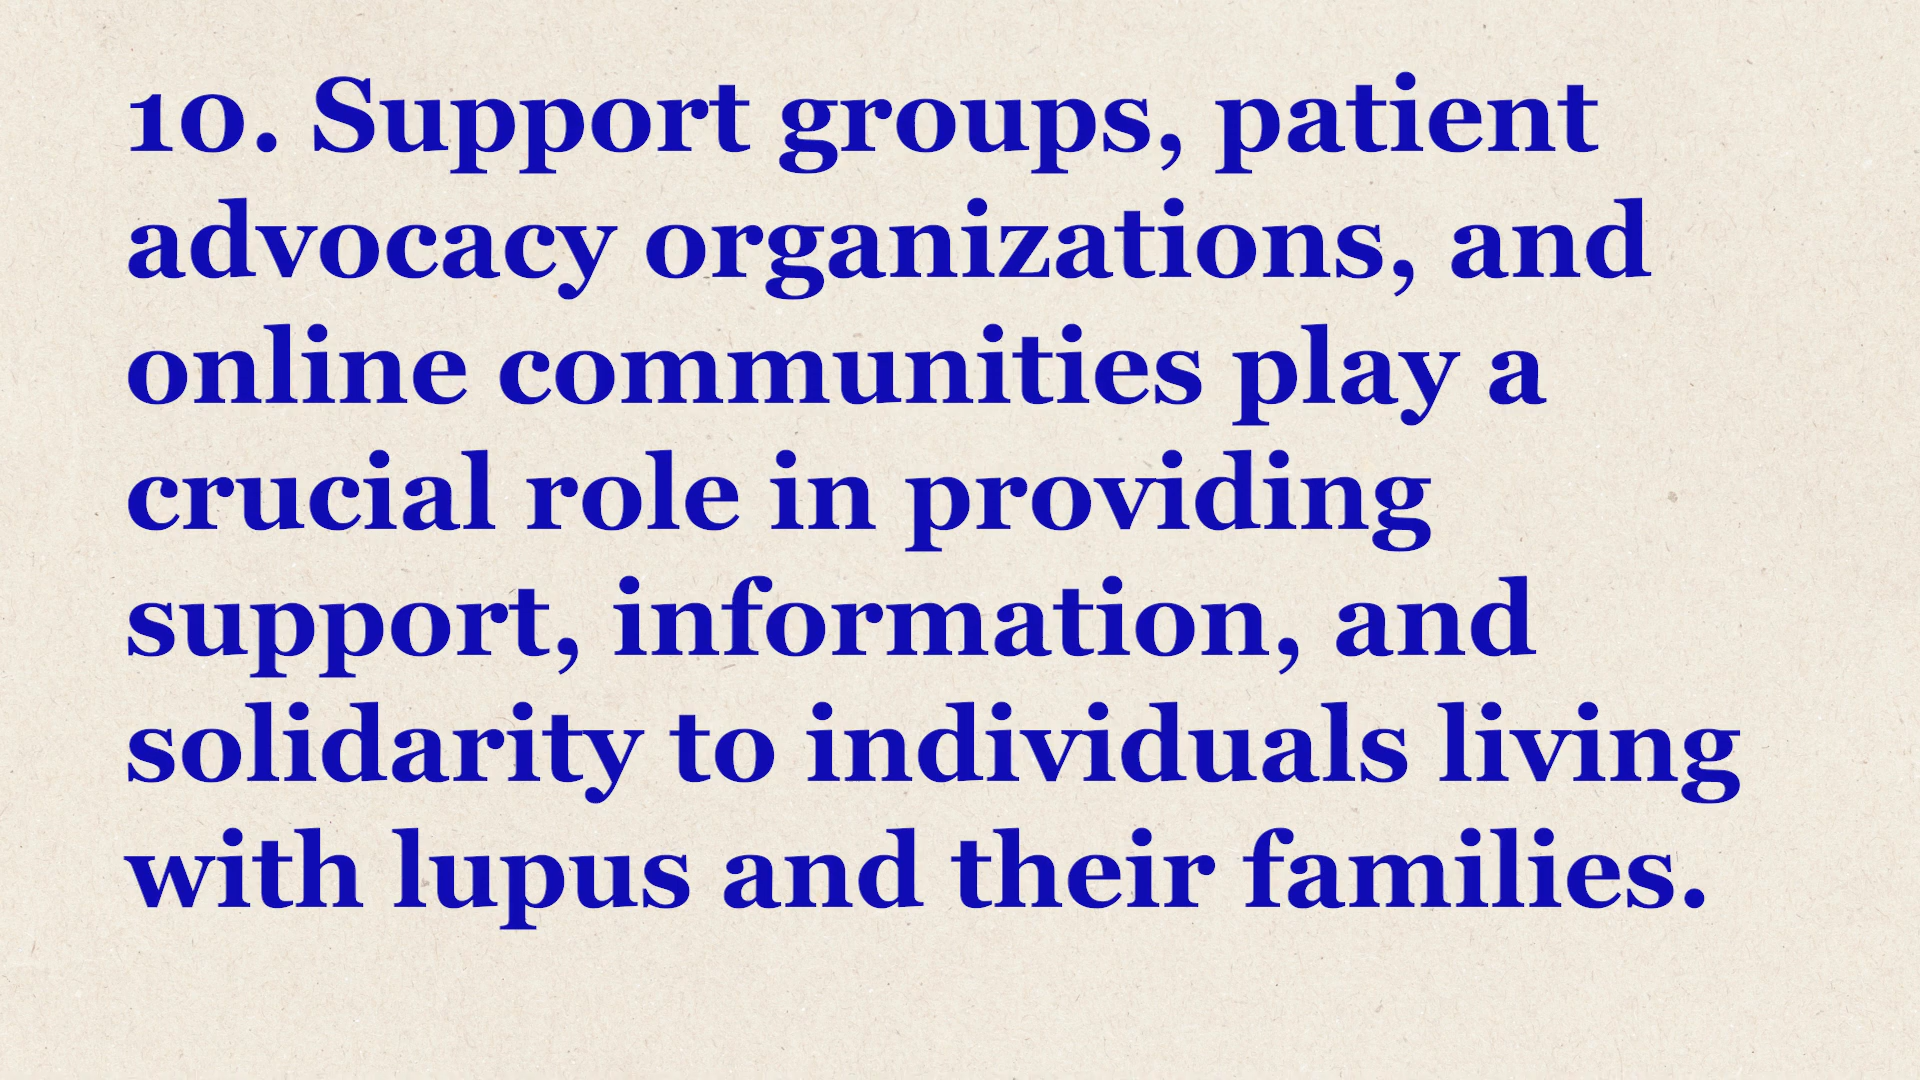 10. Support groups, patient
advocacy organizations, and
online communities play a
crucial role in providing
support, information, and
solidarity to individuals living
with lupus and their families.